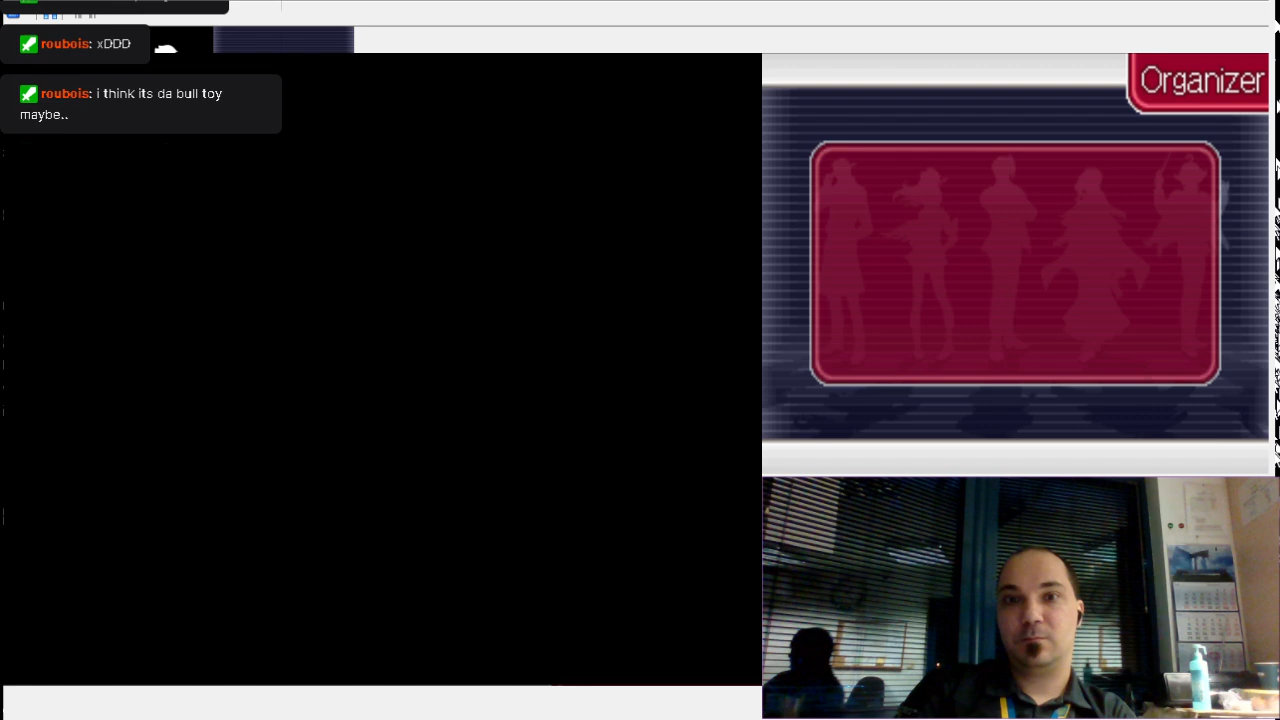 roubois: xDDD
roubois: i think its da bull toy
maybe..
Organizer